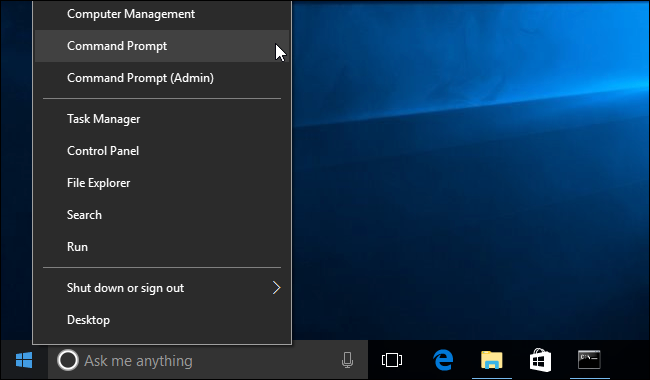 Computer Management
Command Prompt
Command Prompt (Admin)
Task Manager
Control Panel
File Explorer
Search
Run
Shut down or sign out
Desktop
Ask me anything